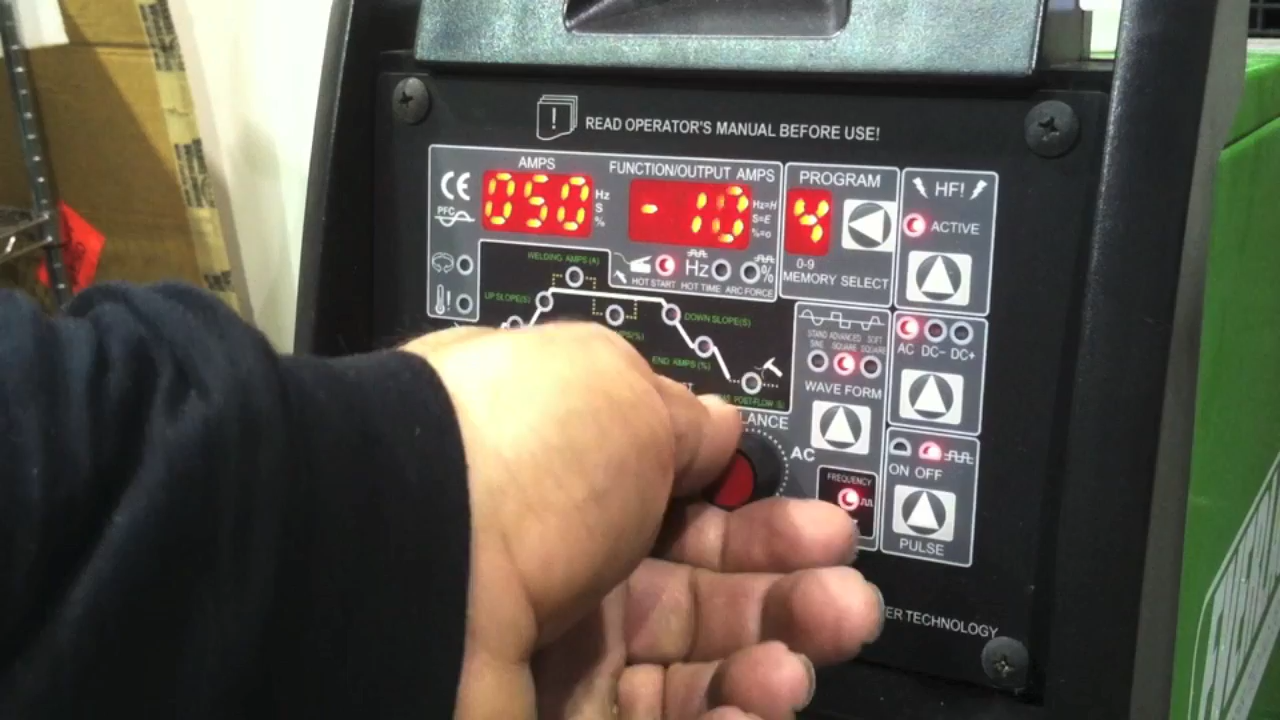 READ OPERATOR'S MANUAL BEFORE USE!
AMPS
FUNCTION/OUTPUT AMPS
PROGRAM
HF!
CE
PFC
050
Hz
S
%
-10
Hz=H
S=E
%=o
4
ACTIVE
0-9
MEMORY SELECT
WELDING AMPS (A)
HOT START
Hz
HOT TIME
ARC FORCE
%
UP SLOPE(S)
DOWN SLOPE(S)
END AMPS (%)
POST-FLOW (S)
STAND SINE
ADVANCED SQUARE
SOFT SQUARE
WAVE FORM
AC DC- DC+
LANCE
AC
FREQUENCY
ON OFF
PULSE
ER TECHNOLOGY